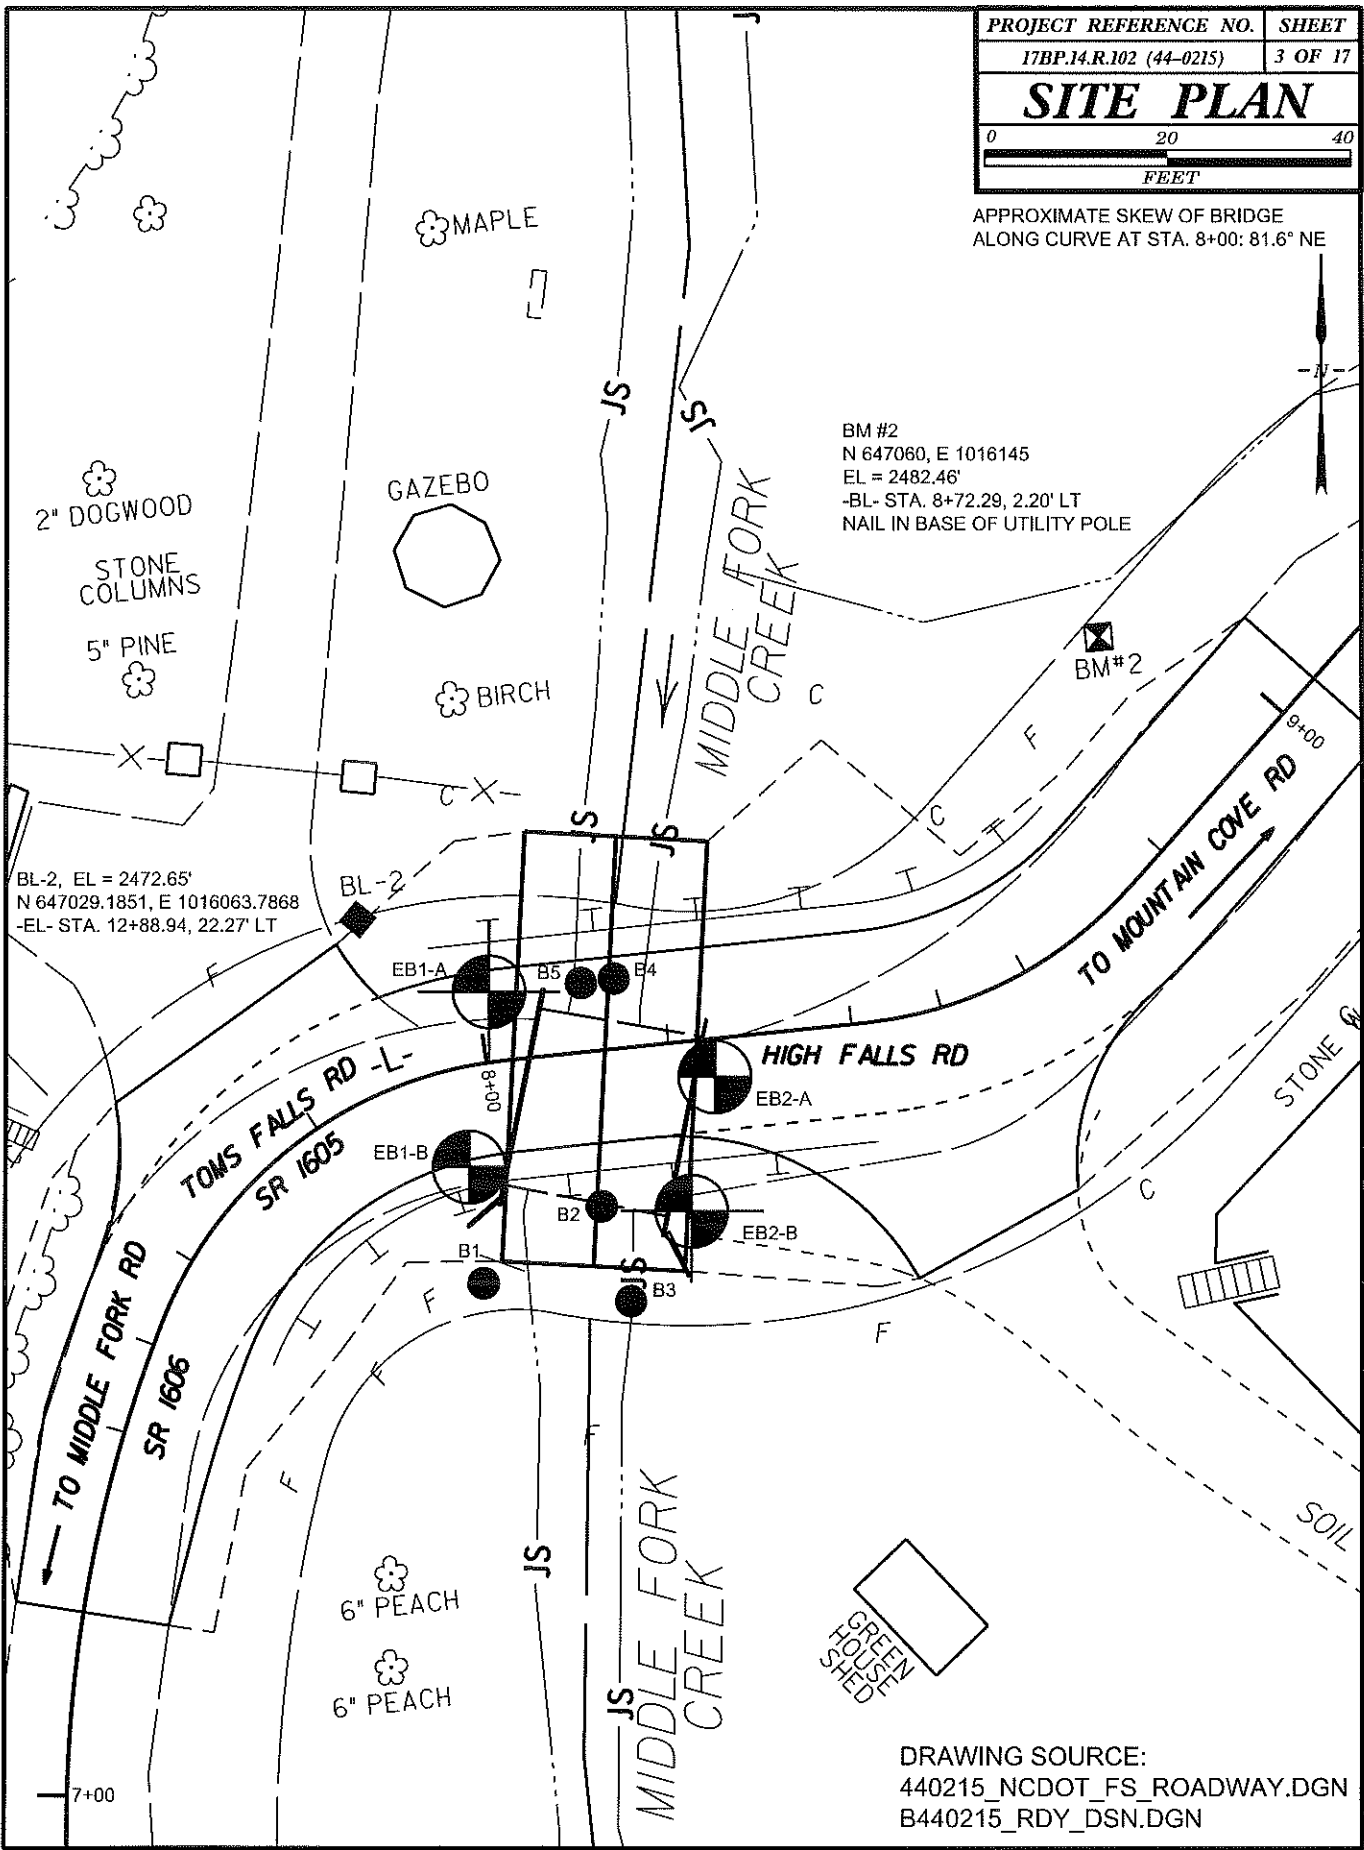 PROJECT REFERENCE NO. SHEET
17BP.14.R.102 (44-0215) 3 OF 17
SITE PLAN
0 20 40
FEET
APPROXIMATE SKEW OF BRIDGE
ALONG CURVE AT STA. 8+00: 81.6° NE
-N-
JS
MAPLE
JS
JS
BM #2
N 647060, E 1016145
EL = 2482.46'
-BL- STA. 8+72.29, 2.20' LT
NAIL IN BASE OF UTILITY POLE
2" DOGWOOD
GAZEBO
STONE
COLUMNS
5" PINE
BIRCH
MIDDLE FORK
CREEK
C
BM#2
F
9+00
C
C
JS
JS
BL-2, EL = 2472.65'
N 647029.1851, E 1016063.7868
-EL- STA. 12+88.94, 22.27' LT
BL-2
F
TO MOUNTAIN COVE RD
EB1-A
B5
B4
HIGH FALLS RD
STONE
EB2-A
TOMS FALLS RD -L-
8+00
SR 1605
EB1-B
B2
EB2-B
C
B1
JS
B3
F
F
TO MIDDLE FORK RD
SR 1606
F
F
F
JS
MIDDLE FORK
CREEK
SOIL
6" PEACH
6" PEACH
GREEN
HOUSE
SHED
JS
7+00
DRAWING SOURCE:
440215_NCDOT_FS_ROADWAY.DGN
B440215_RDY_DSN.DGN